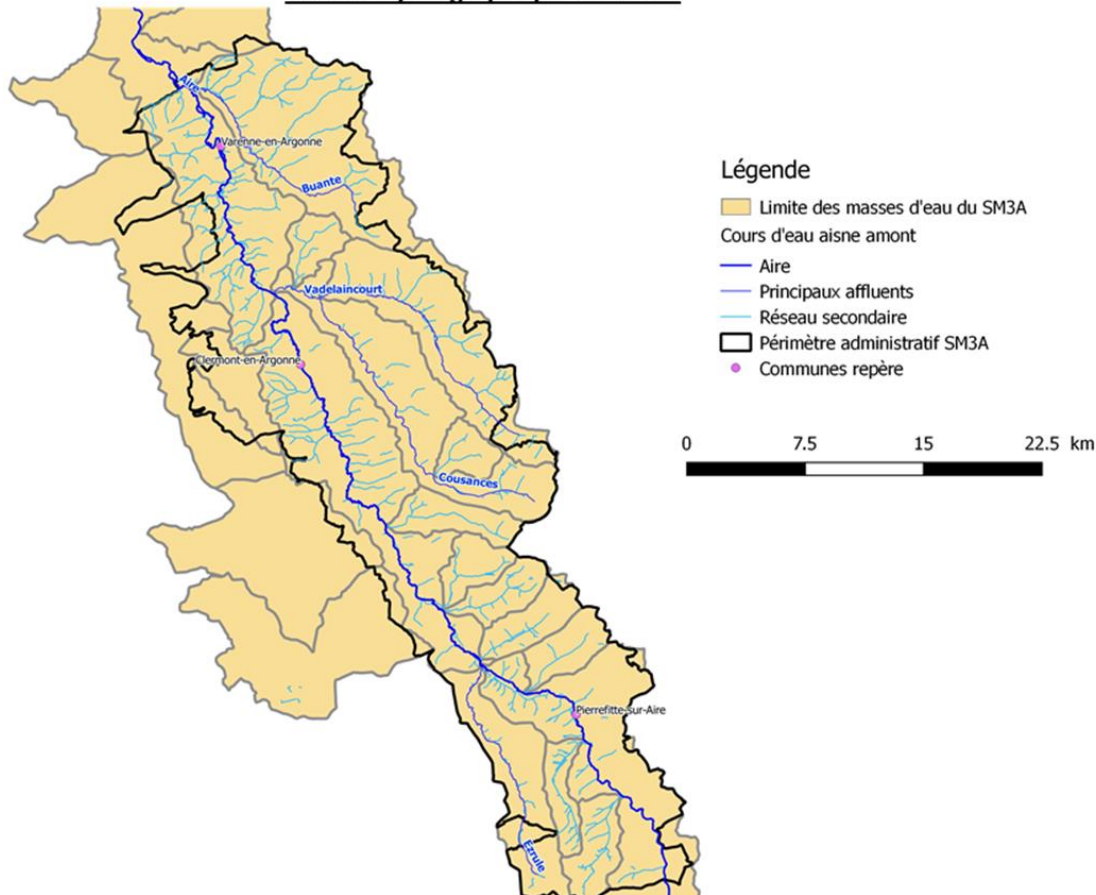 Aire
Varenne-en-Argonne
Buante
Vadelaincourt
Clermont-en-Argonne
Cousances
Pierrefitte-sur-Aire
Ezrule
Légende
Limite des masses d'eau du SM3A
Cours d'eau aisne amont
Aire
Principaux affluents
Réseau secondaire
Périmètre administratif SM3A
Communes repère
0 7.5 15 22.5 km